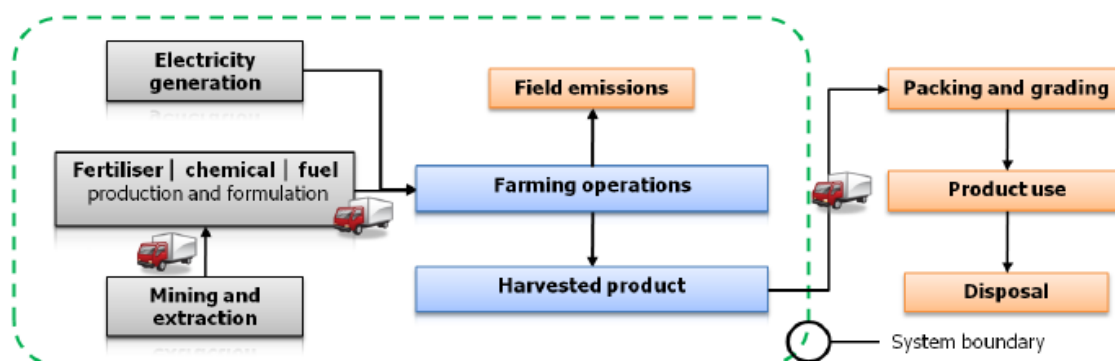 Electricity
generation
Field emissions
Packing and grading
Fertiliser | chemical | fuel
production and formulation
Farming operations
Product use
Mining and
extraction
Harvested product
Disposal
System boundary